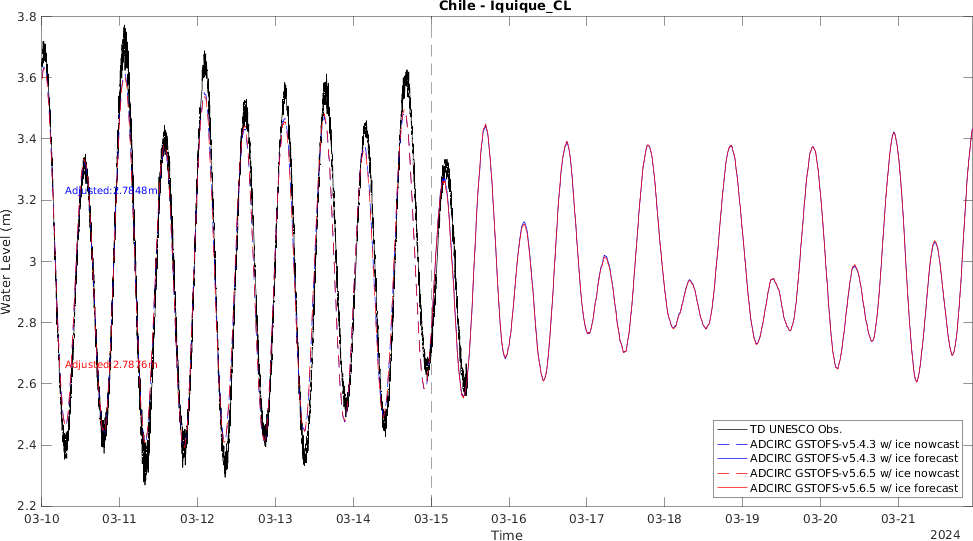 Chile - Iquique_CL
Water Level (m)
3.8
3.6
3.4
3.2
3
2.8
2.6
2.4
2.2
Adjusted:2.7848m
Adjusted:2.7876m
TD UNESCO Obs.
ADCIRC GSTOFS-v5.4.3 w/ ice nowcast
ADCIRC GSTOFS-v5.4.3 w/ ice forecast
ADCIRC GSTOFS-v5.6.5 w/ ice nowcast
ADCIRC GSTOFS-v5.6.5 w/ ice forecast
03-10 03-11 03-12 03-13 03-14 03-15 03-16 03-17 03-18 03-19 03-20 03-21
Time
2024